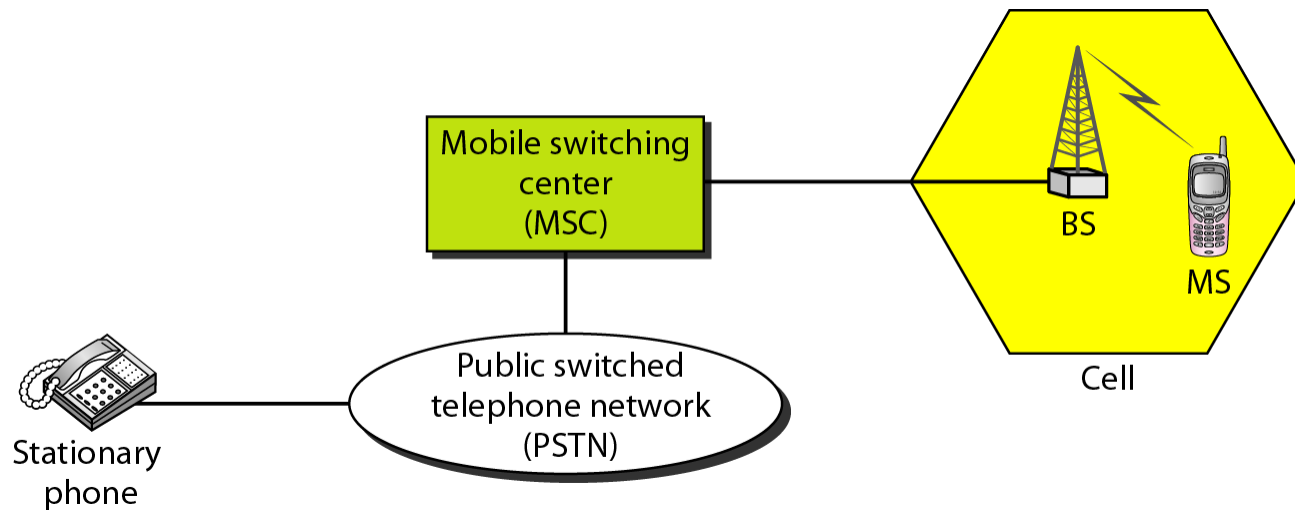 Mobile switching
center
(MSC)
BS
MS
Cell
Public switched
telephone network
(PSTN)
Stationary
phone